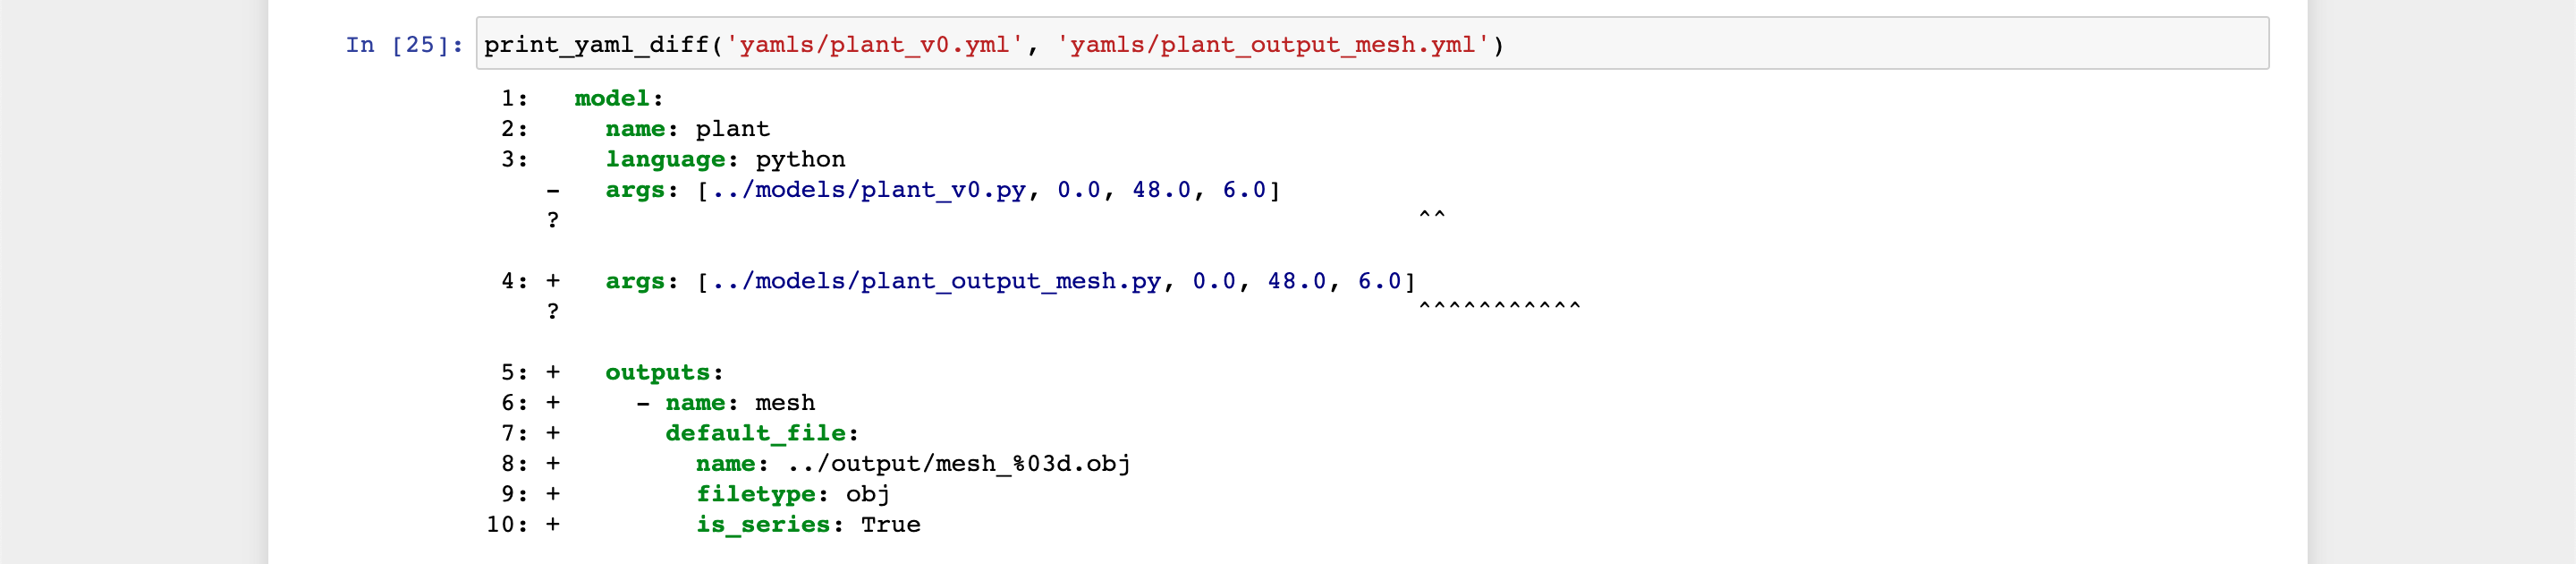 In [25]: print_yaml_diff('yamls/plant_v0.yml', 'yamls/plant_output_mesh.yml')
1:   model:
2:     name: plant
3:     language: python
   -   args: [../models/plant_v0.py, 0.0, 48.0, 6.0]
   ?                                                         ^^
4: +   args: [../models/plant_output_mesh.py, 0.0, 48.0, 6.0]
   ?                                                         ^^^^^^^^^^^
5: +   outputs:
6: +     - name: mesh
7: +       default_file:
8: +         name: ../output/mesh_%03d.obj
9: +         filetype: obj
10: +         is_series: True